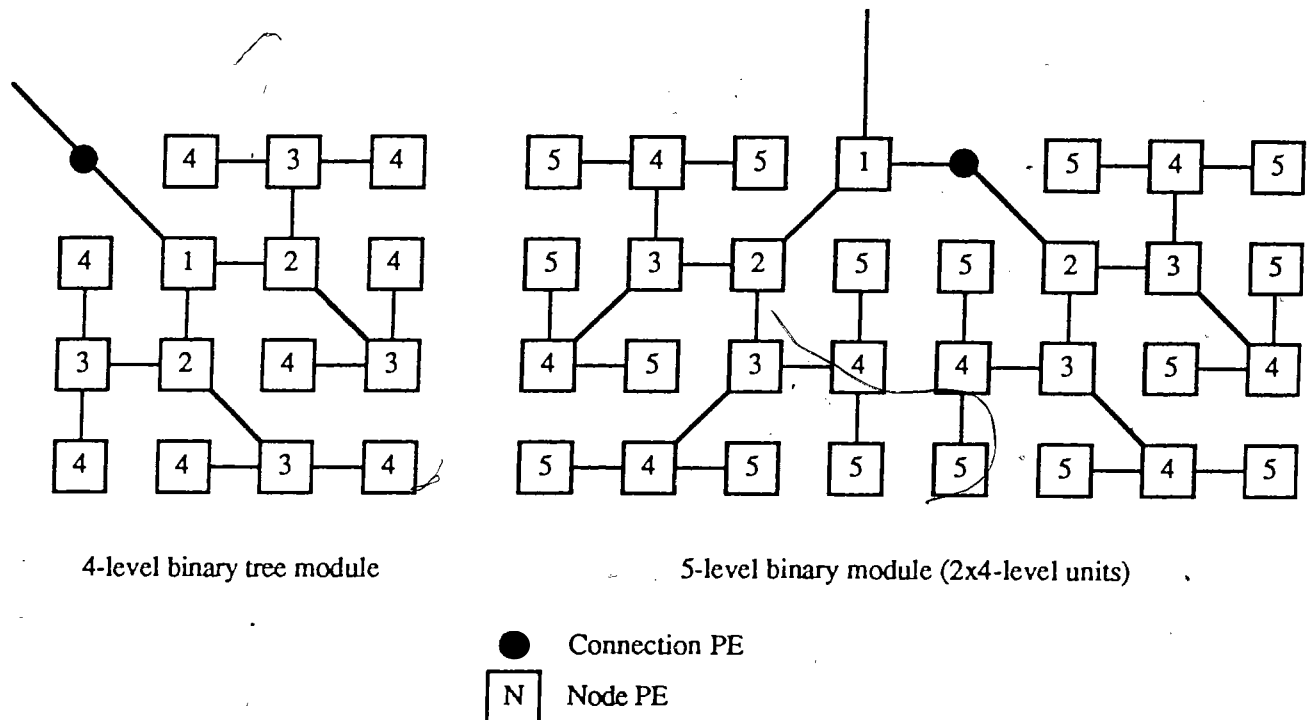 4 3 4
4 1 2 4
3 2 4 3
4 4 3 4
5 4 5 1 5 4 5
5 3 2 5 5 2 3 5
4 5 3 4 4 3 5 4
5 4 5 5 5 5 4 5
4-level binary tree module
5-level binary module (2x4-level units)
Connection PE
N Node PE